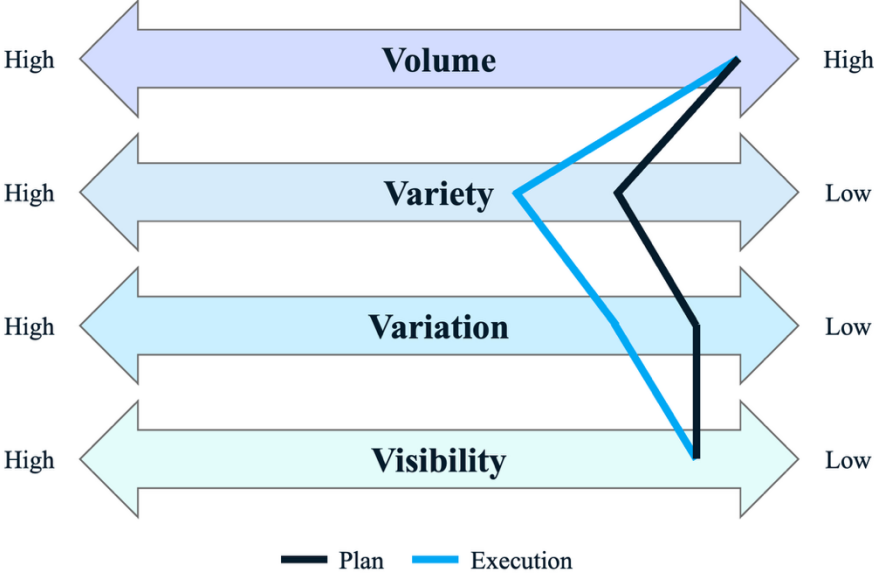 High Volume High
High Variety Low
High Variation Low
High Visibility Low
Plan Execution